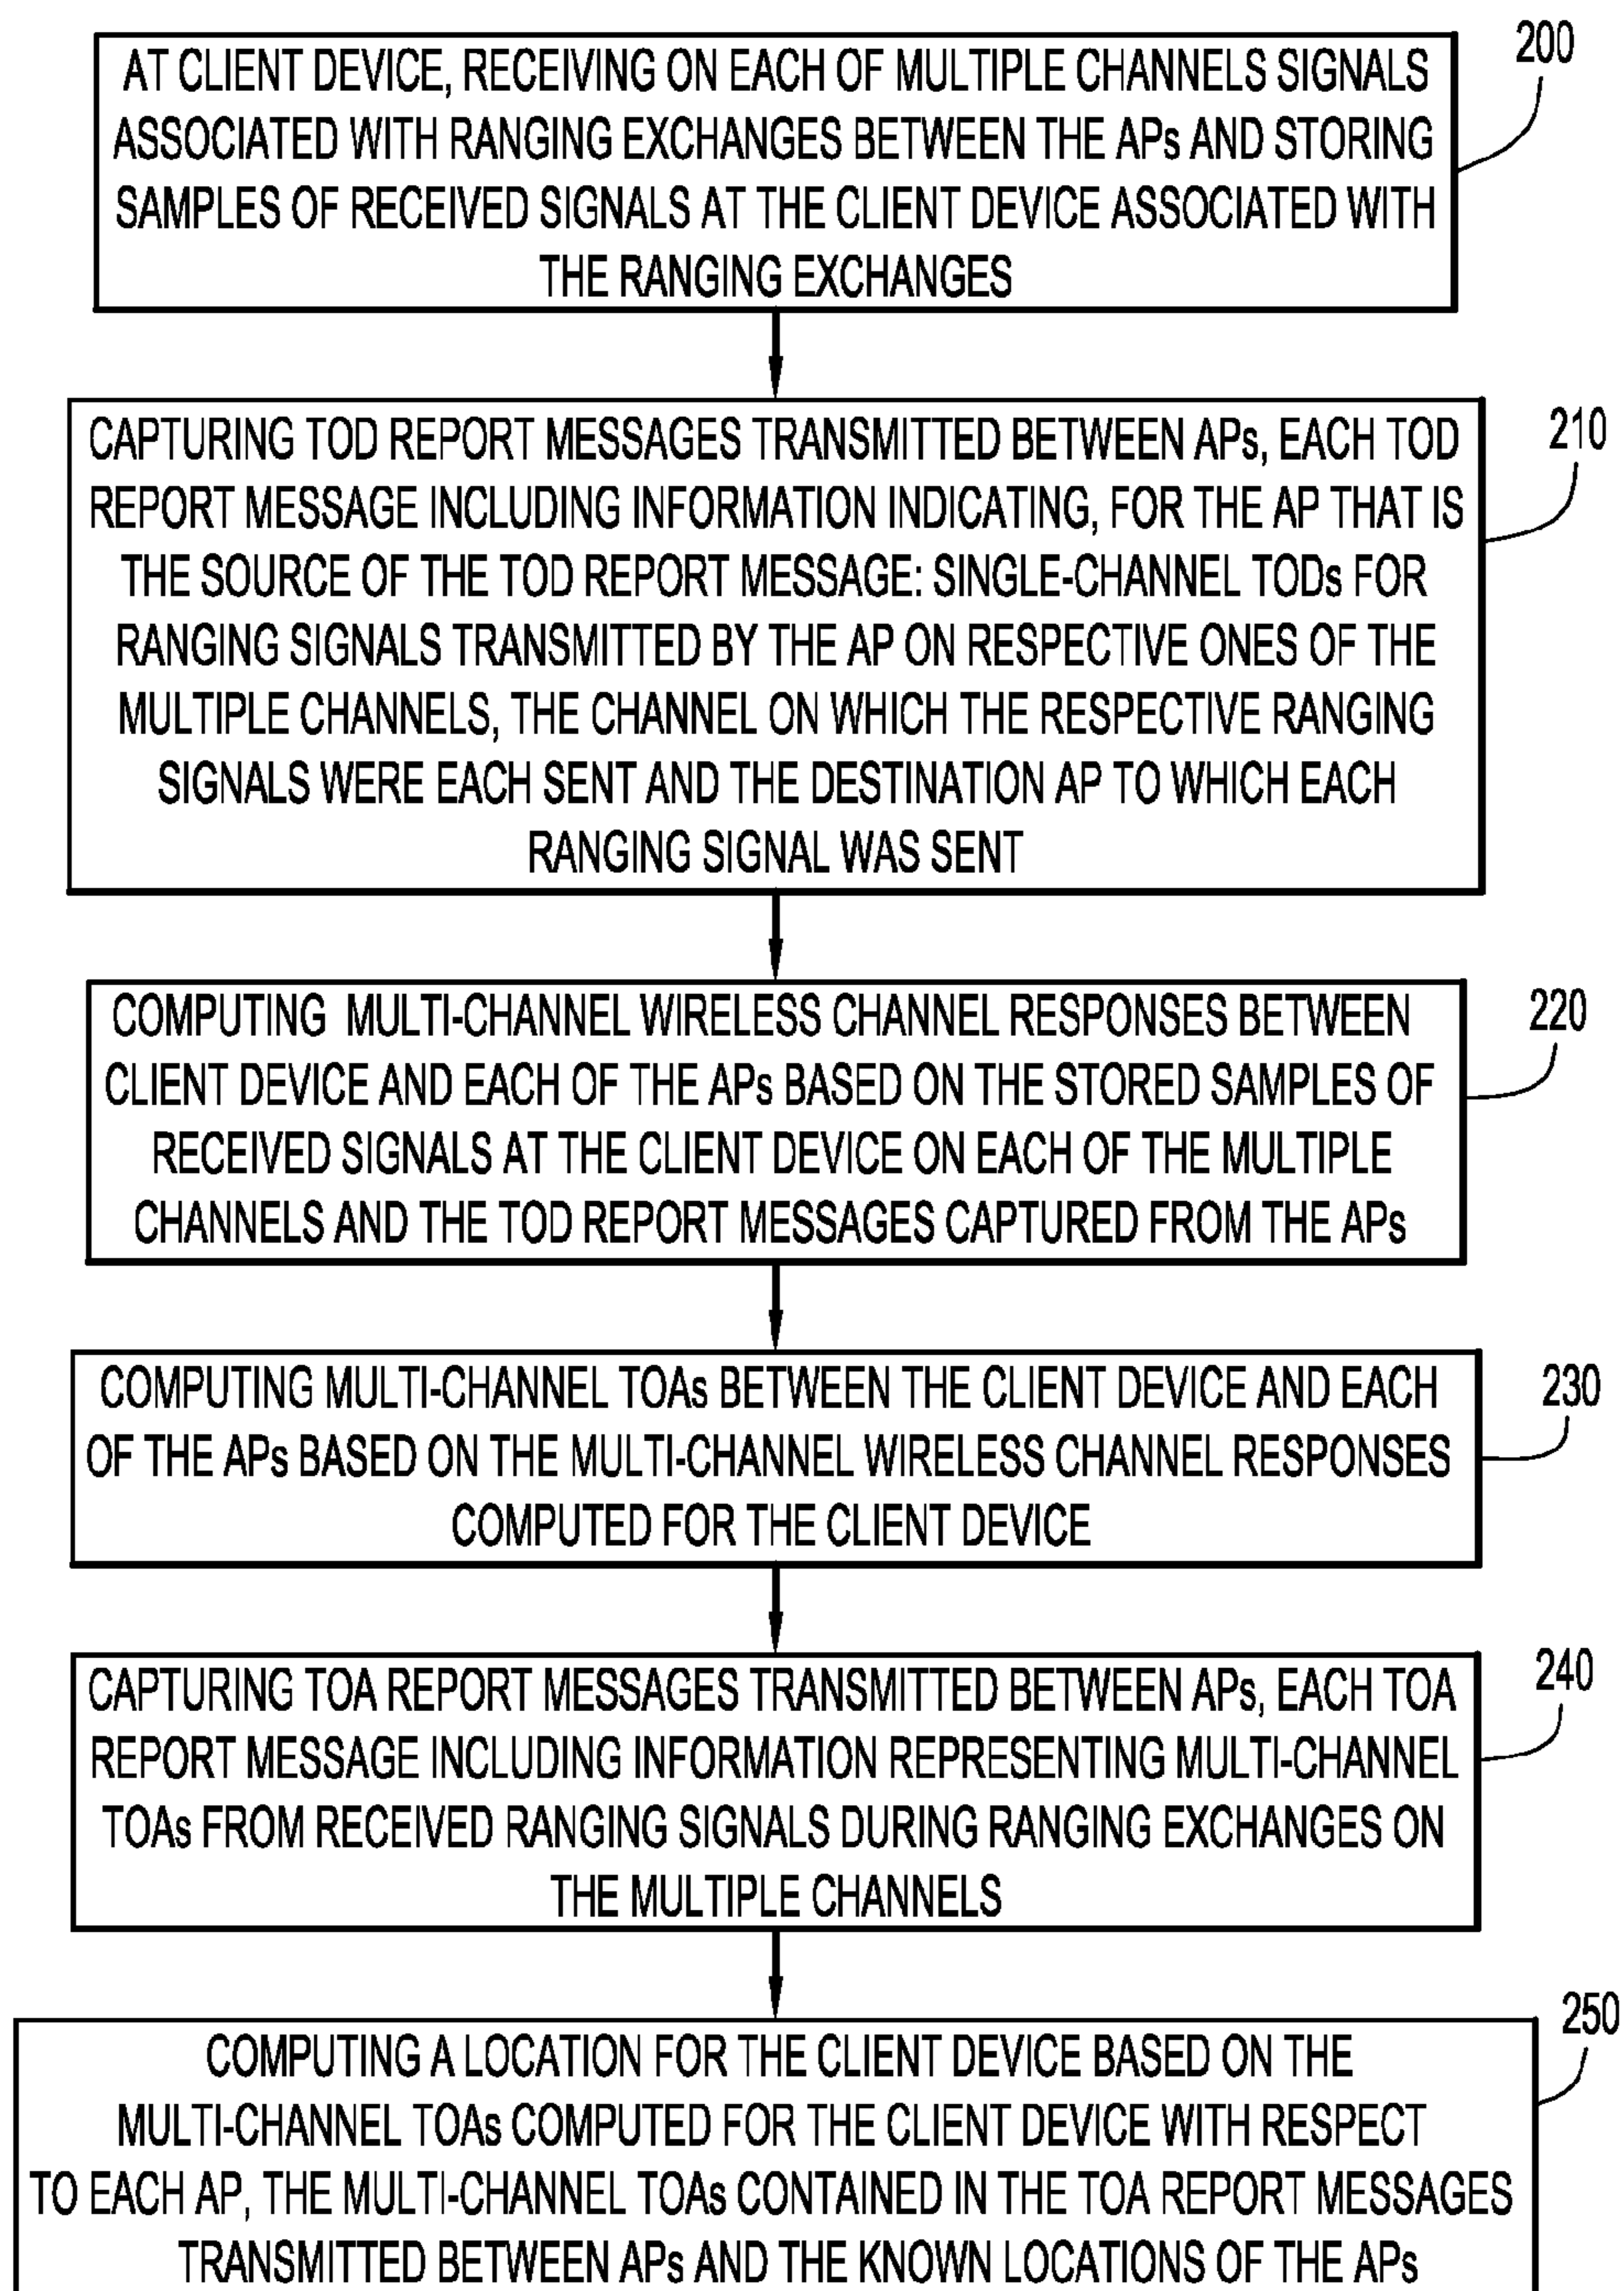 200
AT CLIENT DEVICE, RECEIVING ON EACH OF MULTIPLE CHANNELS SIGNALS
ASSOCIATED WITH RANGING EXCHANGES BETWEEN THE APs AND STORING
SAMPLES OF RECEIVED SIGNALS AT THE CLIENT DEVICE ASSOCIATED WITH
THE RANGING EXCHANGES
210
CAPTURING TOD REPORT MESSAGES TRANSMITTED BETWEEN APs, EACH TOD
REPORT MESSAGE INCLUDING INFORMATION INDICATING, FOR THE AP THAT IS
THE SOURCE OF THE TOD REPORT MESSAGE: SINGLE-CHANNEL TODs FOR
RANGING SIGNALS TRANSMITTED BY THE AP ON RESPECTIVE ONES OF THE
MULTIPLE CHANNELS, THE CHANNEL ON WHICH THE RESPECTIVE RANGING
SIGNALS WERE EACH SENT AND THE DESTINATION AP TO WHICH EACH
RANGING SIGNAL WAS SENT
220
COMPUTING MULTI-CHANNEL WIRELESS CHANNEL RESPONSES BETWEEN
CLIENT DEVICE AND EACH OF THE APs BASED ON THE STORED SAMPLES OF
RECEIVED SIGNALS AT THE CLIENT DEVICE ON EACH OF THE MULTIPLE
CHANNELS AND THE TOD REPORT MESSAGES CAPTURED FROM THE APs
230
COMPUTING MULTI-CHANNEL TOAs BETWEEN THE CLIENT DEVICE AND EACH
OF THE APs BASED ON THE MULTI-CHANNEL WIRELESS CHANNEL RESPONSES
COMPUTED FOR THE CLIENT DEVICE
240
CAPTURING TOA REPORT MESSAGES TRANSMITTED BETWEEN APs, EACH TOA
REPORT MESSAGE INCLUDING INFORMATION REPRESENTING MULTI-CHANNEL
TOAs FROM RECEIVED RANGING SIGNALS DURING RANGING EXCHANGES ON
THE MULTIPLE CHANNELS
250
COMPUTING A LOCATION FOR THE CLIENT DEVICE BASED ON THE
MULTI-CHANNEL TOAs COMPUTED FOR THE CLIENT DEVICE WITH RESPECT
TO EACH AP, THE MULTI-CHANNEL TOAs CONTAINED IN THE TOA REPORT MESSAGES
TRANSMITTED BETWEEN APs AND THE KNOWN LOCATIONS OF THE APs